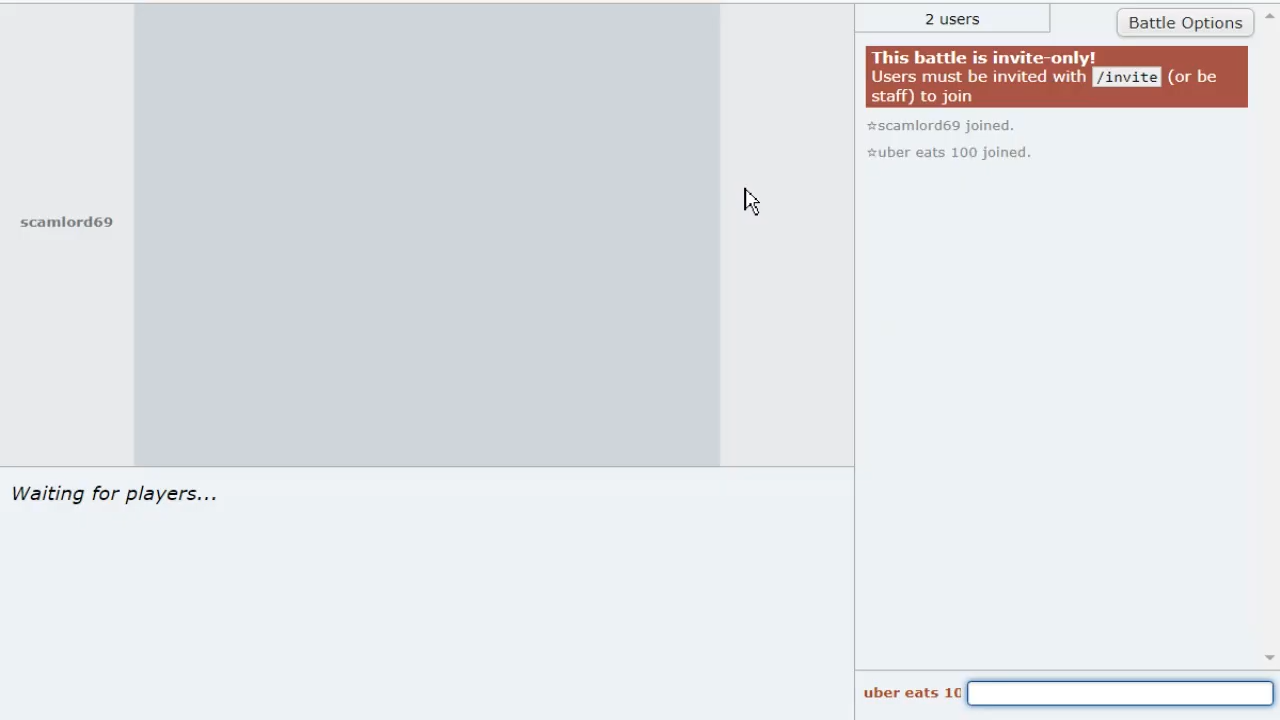 2 users
Battle Options
This battle is invite-only!
Users must be invited with /invite (or be
staff) to join
☆scamlord69 joined.
☆uber eats 100 joined.
scamlord69
Waiting for players...
uber eats 10